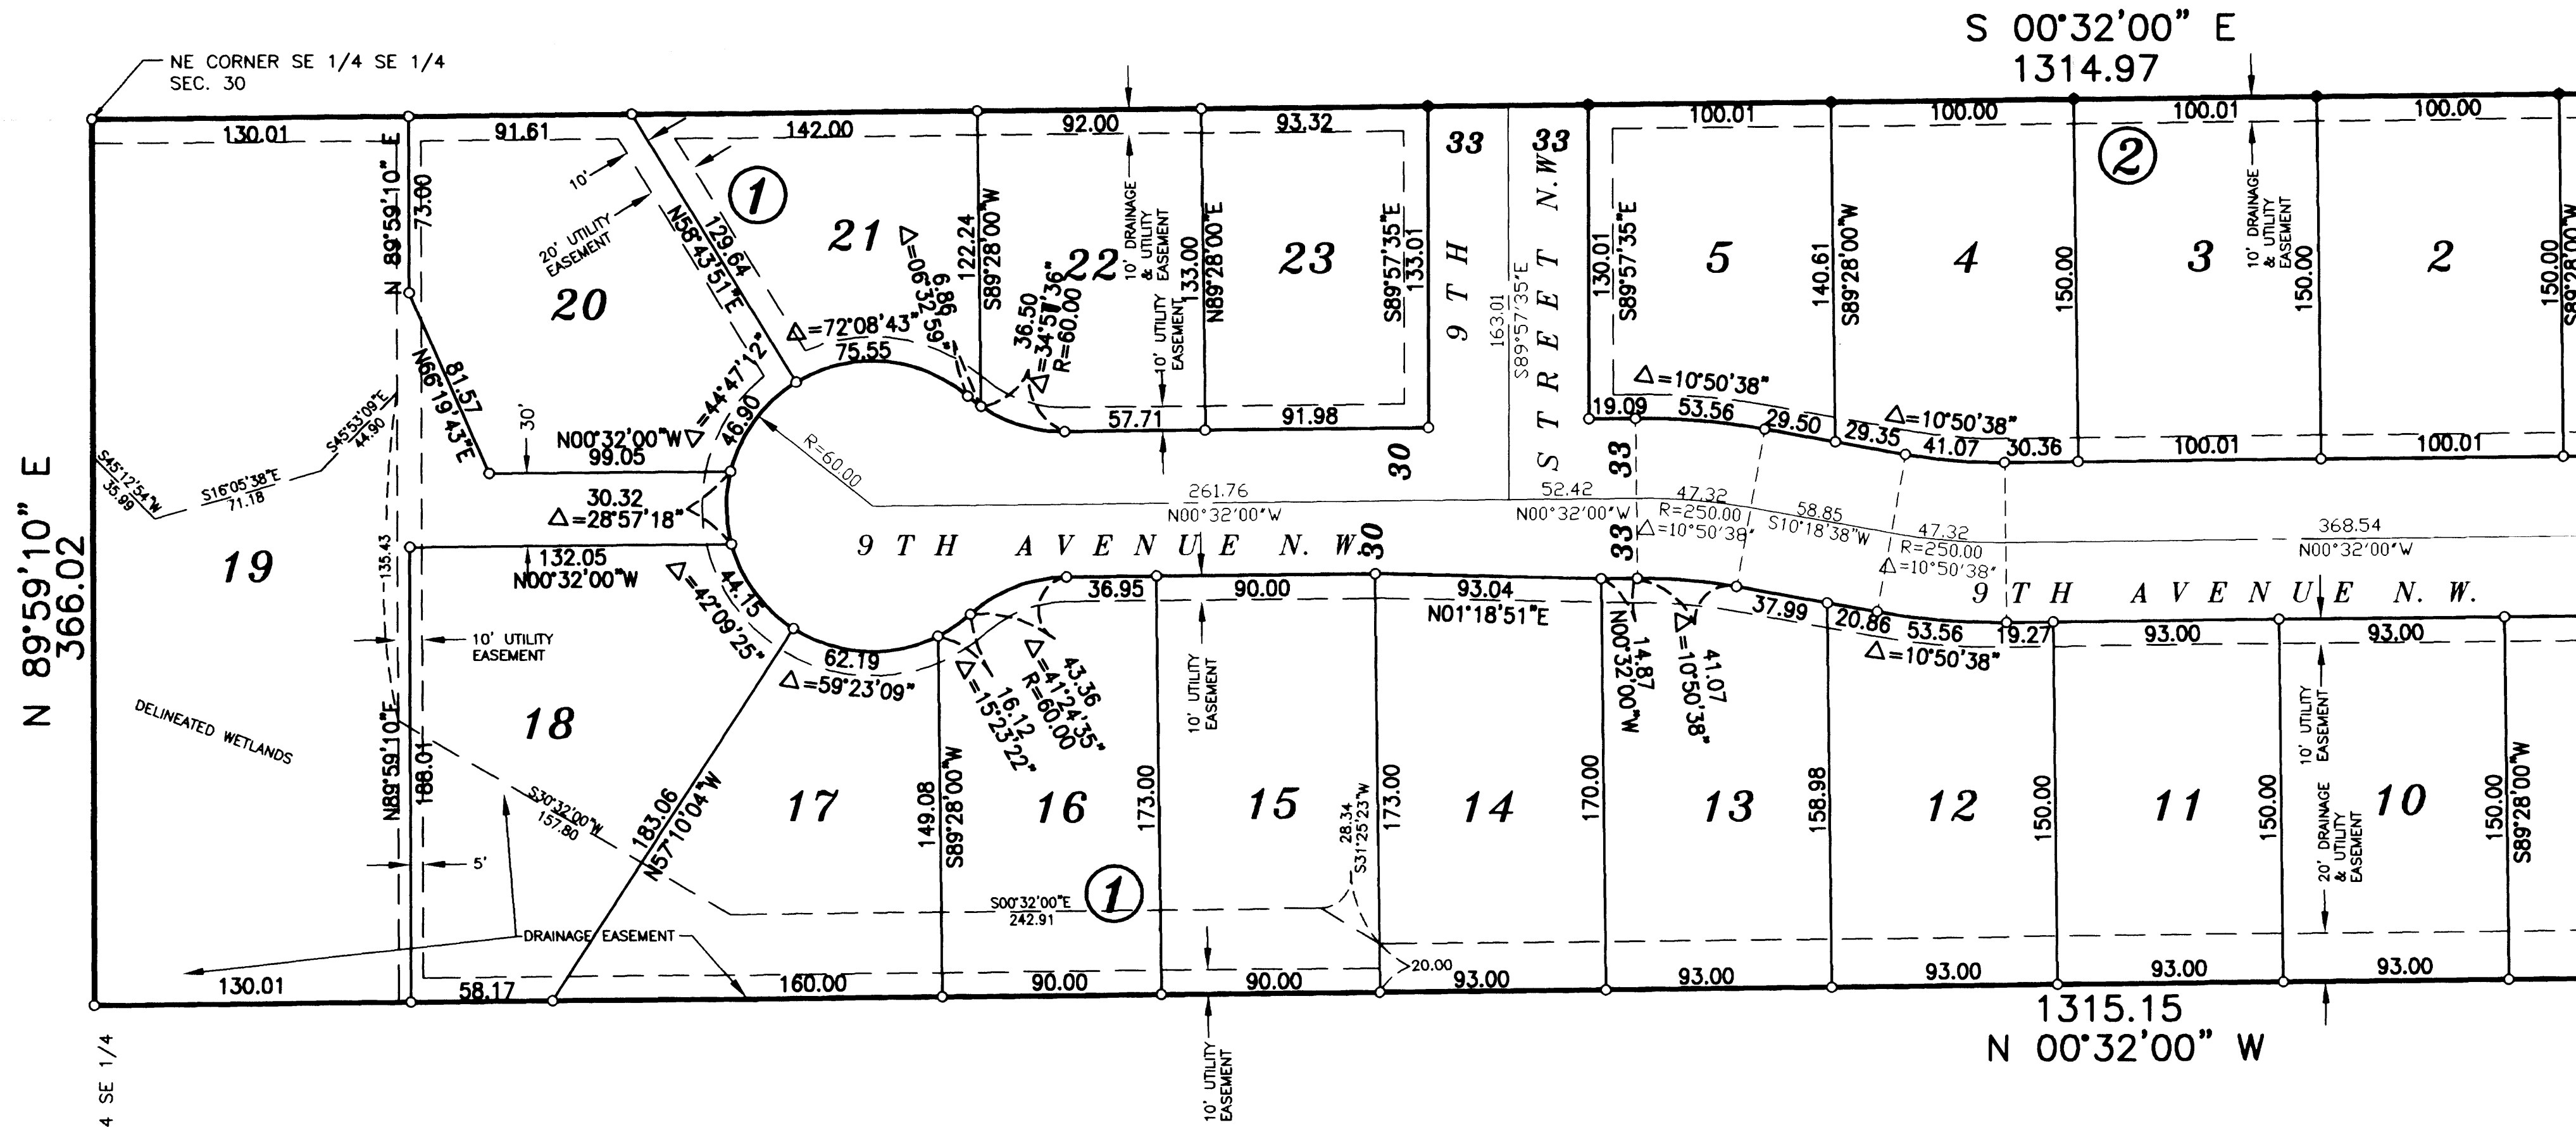 S 00°32'00" E
1314.97
NE CORNER SE 1/4 SE 1/4
SEC. 30
130.01
91.61
142.00
92.00
93.32
33
33
100.01
100.00
100.01
100.00
N 89°59'10" E
73.00
10'
20' UTILITY
EASEMENT
1
129.64
N58°43'51"E
20
21
Δ=72°08'43"
75.55
Δ=06°32'59"
6.86
122.24
S89°28'00"W
22
36.50
Δ=34°51'36"
R=60.00
10' DRAINAGE
& UTILITY
EASEMENT
10' UTILITY
EASEMENT
133.00
N89°28'00"E
23
S89°57'35"E
133.01
9TH STREET N.W.
163.01
S89°57'35"E
130.01
S89°57'35"E
5
140.61
S89°28'00"W
4
150.00
2
3
10' DRAINAGE
& UTILITY
EASEMENT
150.00
2
150.00
S89°28'00"W
81.57
N66°19'43"E
30'
N00°32'00"W
99.05
Δ=44°47'12"
46.90
R=60.00
57.71
91.98
30
19.09
Δ=10°50'38"
53.56
29.50
29.35
Δ=10°50'38"
41.07
30.36
100.01
100.01
S45°12'54"W
35.99
S16°05'38"E
71.18
S45°53'09"E
44.90
30.32
Δ=28°57'18"
261.76
N00°32'00"W
52.42
N00°32'00"W
33
47.32
R=250.00
Δ=10°50'38"
58.85
S10°18'38"W
47.32
R=250.00
Δ=10°50'38"
368.54
N00°32'00"W
N 89°59'10" E
366.02
19
135.43
132.05
N00°32'00"W
9TH AVENUE N.W.
30
33
9TH AVENUE N.W.
44.15
Δ=42°09'25"
36.95
90.00
93.04
N01°18'51"E
N00°32'00"W
14.87
41.07
Δ=10°50'38"
37.99
20.86
53.56
Δ=10°50'38"
19.27
93.00
93.00
10' UTILITY
EASEMENT
62.19
Δ=59°23'09"
43.36
Δ=41°24'35"
R=60.00
16.12
Δ=15°23'22"
10' UTILITY
EASEMENT
DELINEATED WETLANDS
N89°59'10"E
188.01
18
S30°32'00"W
157.80
183.06
N57°10'04"W
17
149.08
S89°28'00"W
16
173.00
15
28.34
S31°25'23"W
173.00
14
170.00
13
158.98
12
150.00
11
150.00
10' UTILITY
EASEMENT
20' DRAINAGE
& UTILITY
EASEMENT
10
150.00
S89°28'00"W
5'
1
S00°32'00"E
242.91
DRAINAGE EASEMENT
20.00
130.01
58.17
160.00
90.00
90.00
93.00
93.00
93.00
93.00
93.00
1315.15
N 00°32'00" W
4 SE 1/4
10' UTILITY
EASEMENT